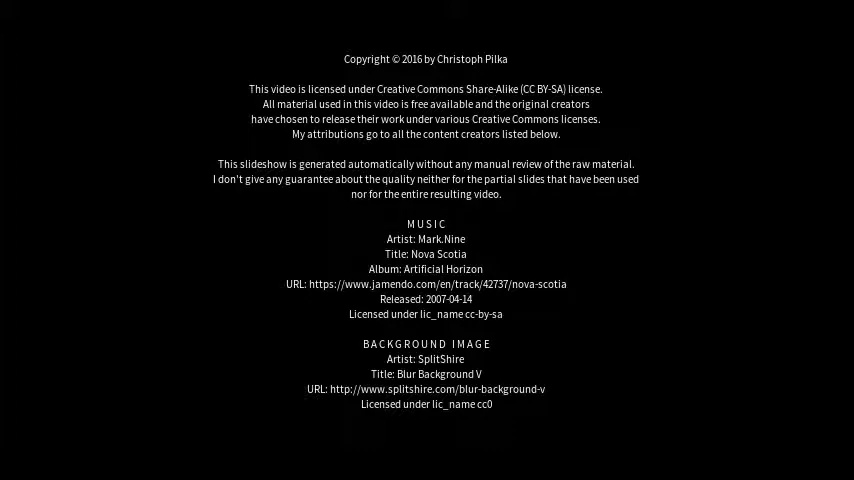 Copyright © 2016 by Christoph Pilka
This video is licensed under Creative Commons Share-Alike (CC BY-SA) license.
All material used in this video is free available and the original creators
have chosen to release their work under various Creative Commons licenses.
My attributions go to all the content creators listed below.
This slideshow is generated automatically without any manual review of the raw material.
I don't give any guarantee about the quality neither for the partial slides that have been used
nor for the entire resulting video.
MUSIC
Artist: Mark.Nine
Title: Nova Scotia
Album: Artificial Horizon
URL: https://www.jamendo.com/en/track/42737/nova-scotia
Released: 2007-04-14
Licensed under lic_name cc-by-sa
BACKGROUND IMAGE
Artist: SplitShire
Title: Blur Background V
URL: http://www.splitshire.com/blur-background-v
Licensed under lic_name cc0